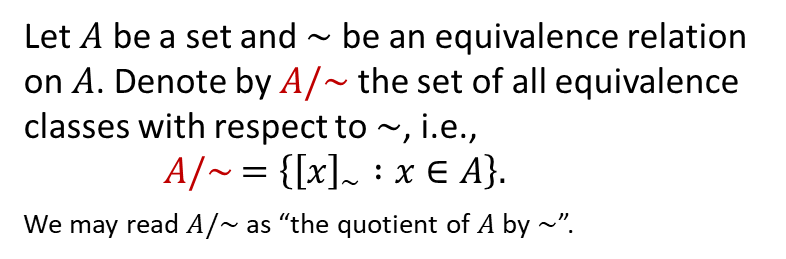 Let A be a set and ~ be an equivalence relation
on A. Denote by A/~ the set of all equivalence
classes with respect to ~, i.e.,
A/~ = {[x]~ : x ∈ A}.
We may read A/~ as “the quotient of A by ~”.